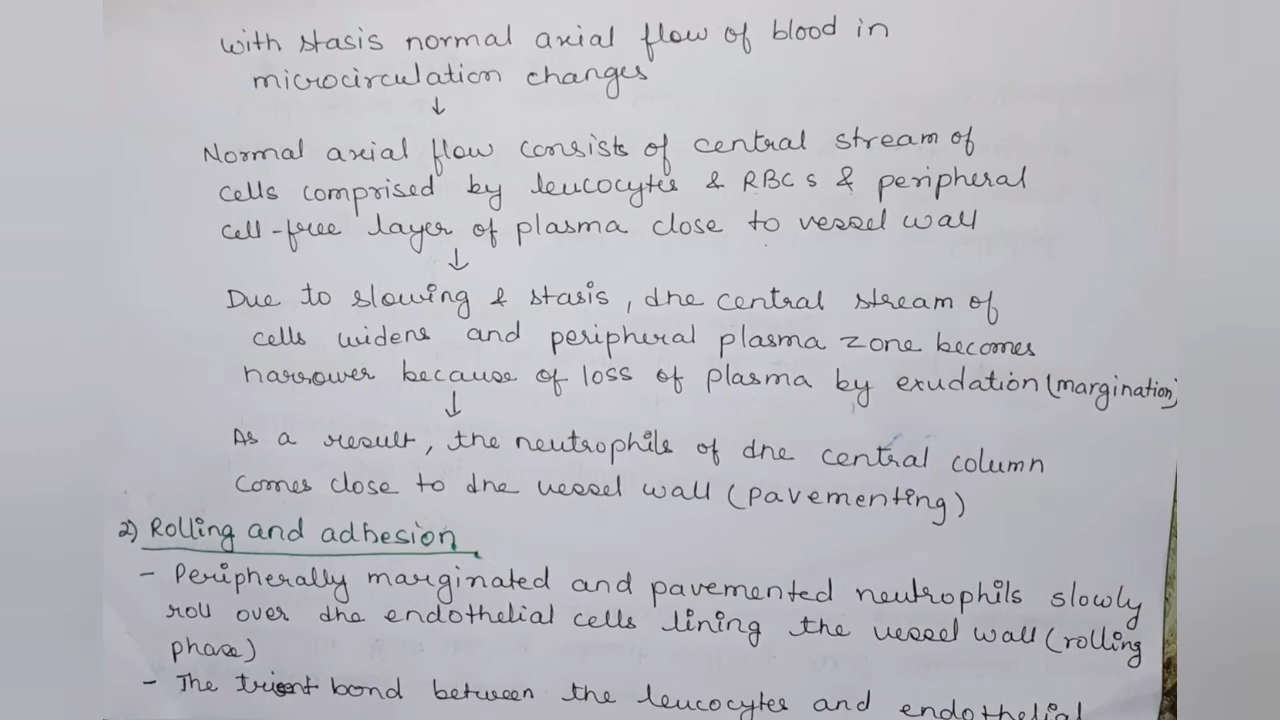 with stasis normal axial flow of blood in
microcirculation changes
↓
Normal axial flow consists of central stream of
cells comprised by leucocytes & RBC s & peripheral
cell-free layer of plasma close to vessel wall
↓
Due to slowing & stasis, the central stream of
cells widens and peripheral plasma zone becomes
narrower because of loss of plasma by exudation (margination)
↓
As a result, the neutrophils of the central column
comes close to the vessel wall (pavementing)
2) Rolling and adhesion
- Peripherally marginated and pavemented neutrophils slowly
roll over the endothelial cells lining the vessel wall (rolling
phase)
- The bond between the leucocytes and endothelial